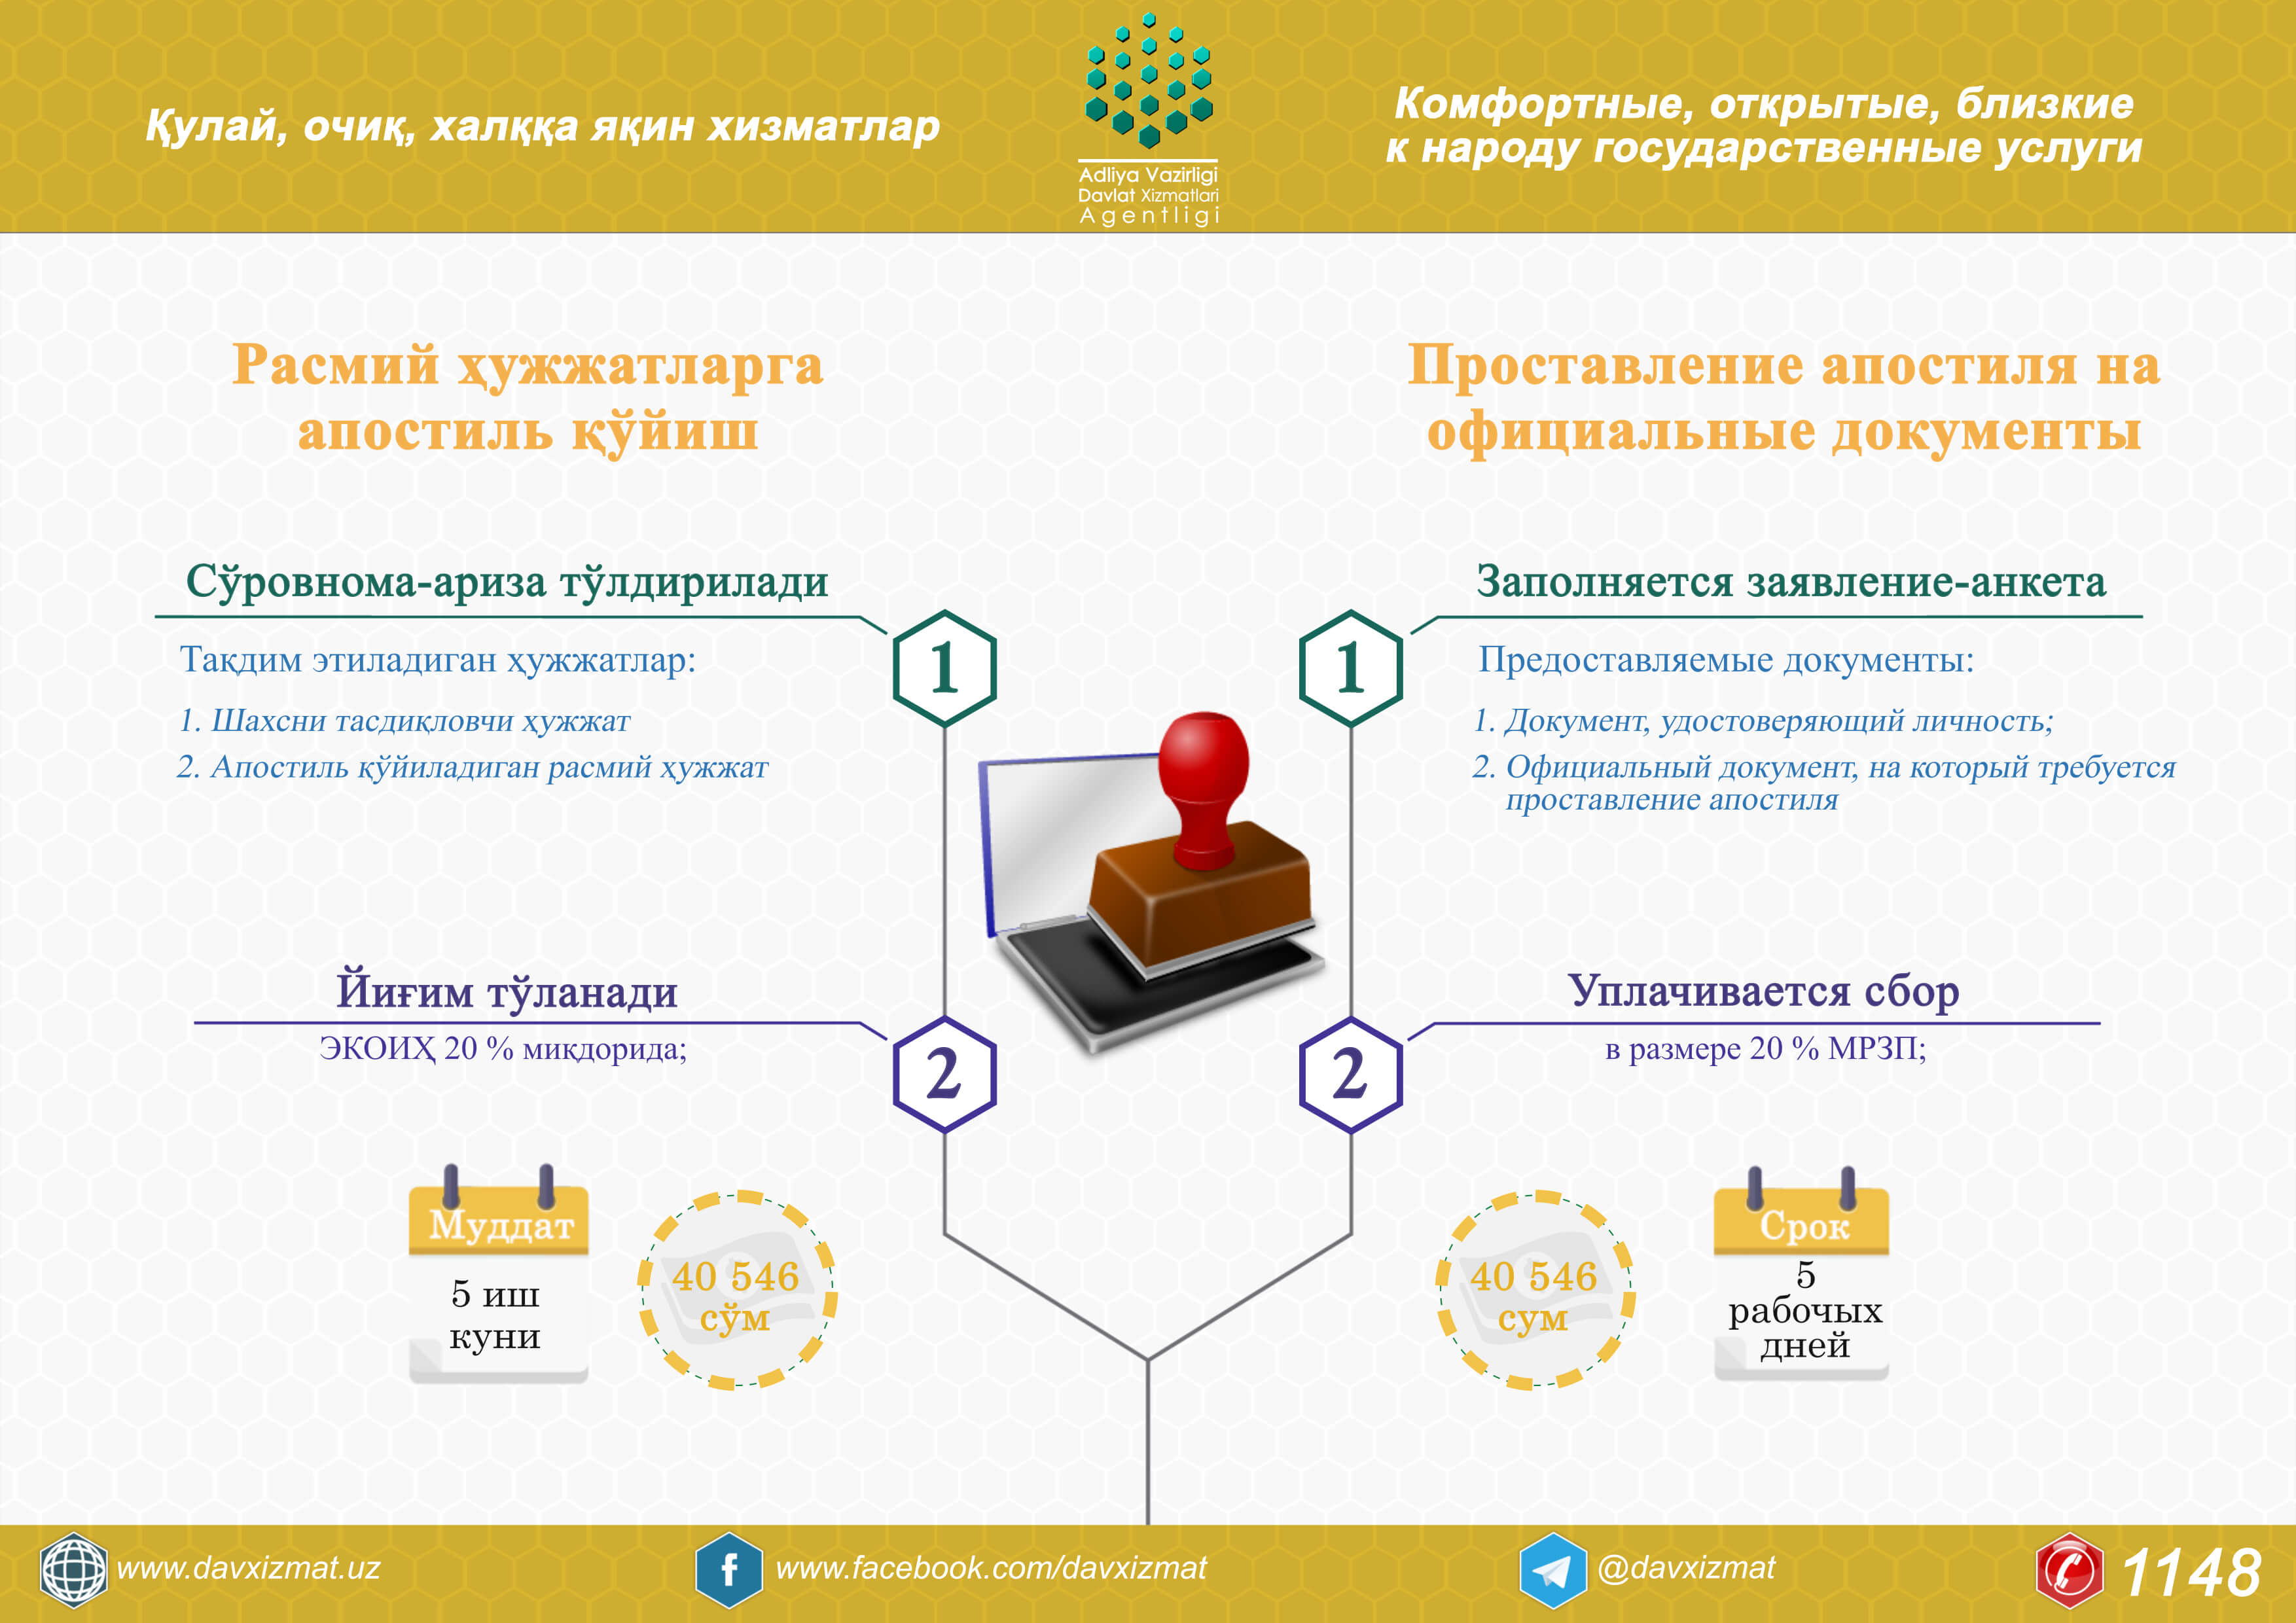 Қулай, очиқ, халққа яқин хизматлар
Adliya Vazirligi
Davlat Xizmatlari
Agentligi
Комфортные, открытые, близкие
к народу государственные услуги
Расмий ҳужжатларга
апостиль қўйиш
Сўровнома-ариза тўлдирилади
1
Тақдим этиладиган ҳужжатлар:
1. Шахсни тасдиқловчи ҳужжат
2. Апостиль қўйиладиган расмий ҳужжат
Йиғим тўланади
2
ЭКОИҲ 20 % миқдорида;
Муддат
5 иш
куни
40 546
сўм
Проставление апостиля на
официальные документы
Заполняется заявление-анкета
1
Предоставляемые документы:
1. Документ, удостоверяющий личность;
2. Официальный документ, на который требуется
проставление апостиля
Уплачивается сбор
2
в размере 20 % МРЗП;
40 546
сум
Срок
5
рабочых
дней
www.davxizmat.uz
www.facebook.com/davxizmat
@davxizmat
1148